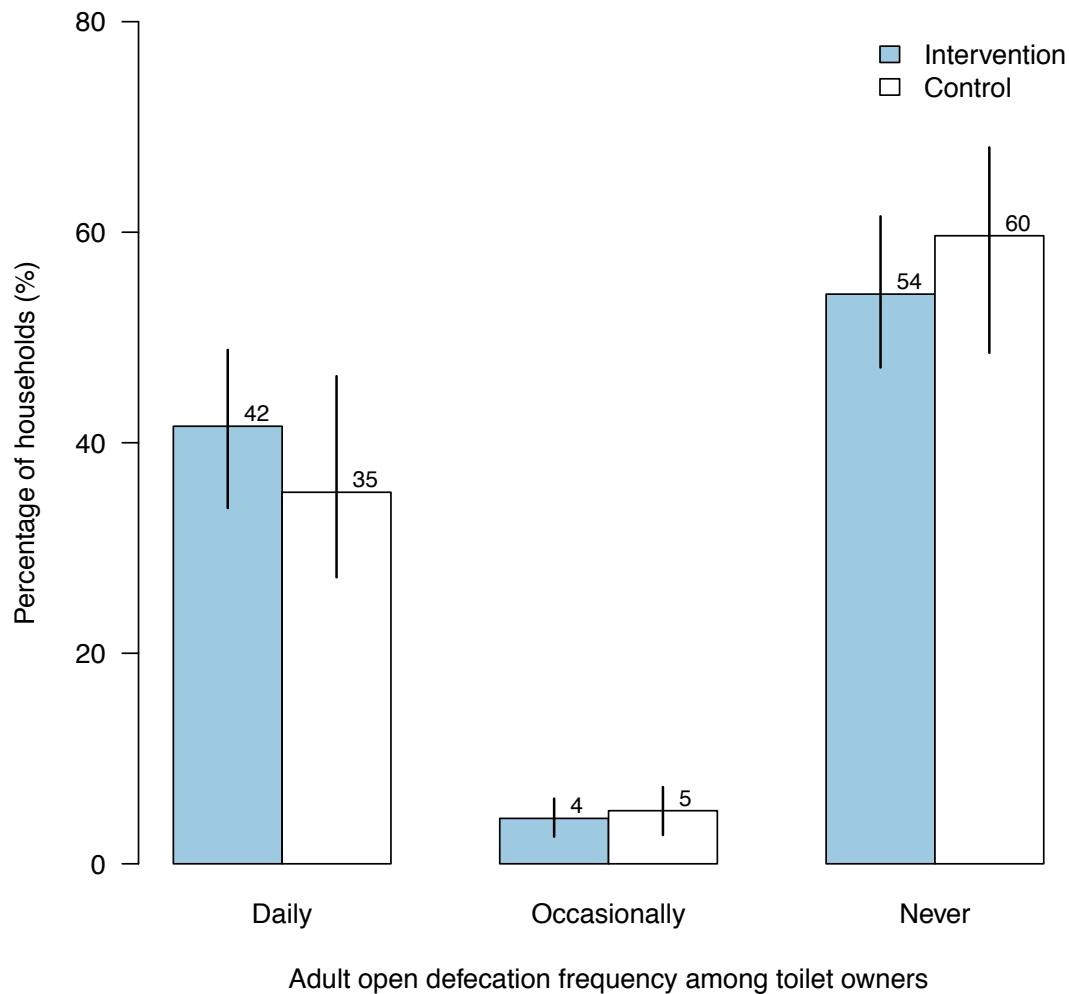 80
60
40
20
0
Percentage of households (%)
Intervention
Control
42
35
4
5
54
60
Daily
Occasionally
Never
Adult open defecation frequency among toilet owners